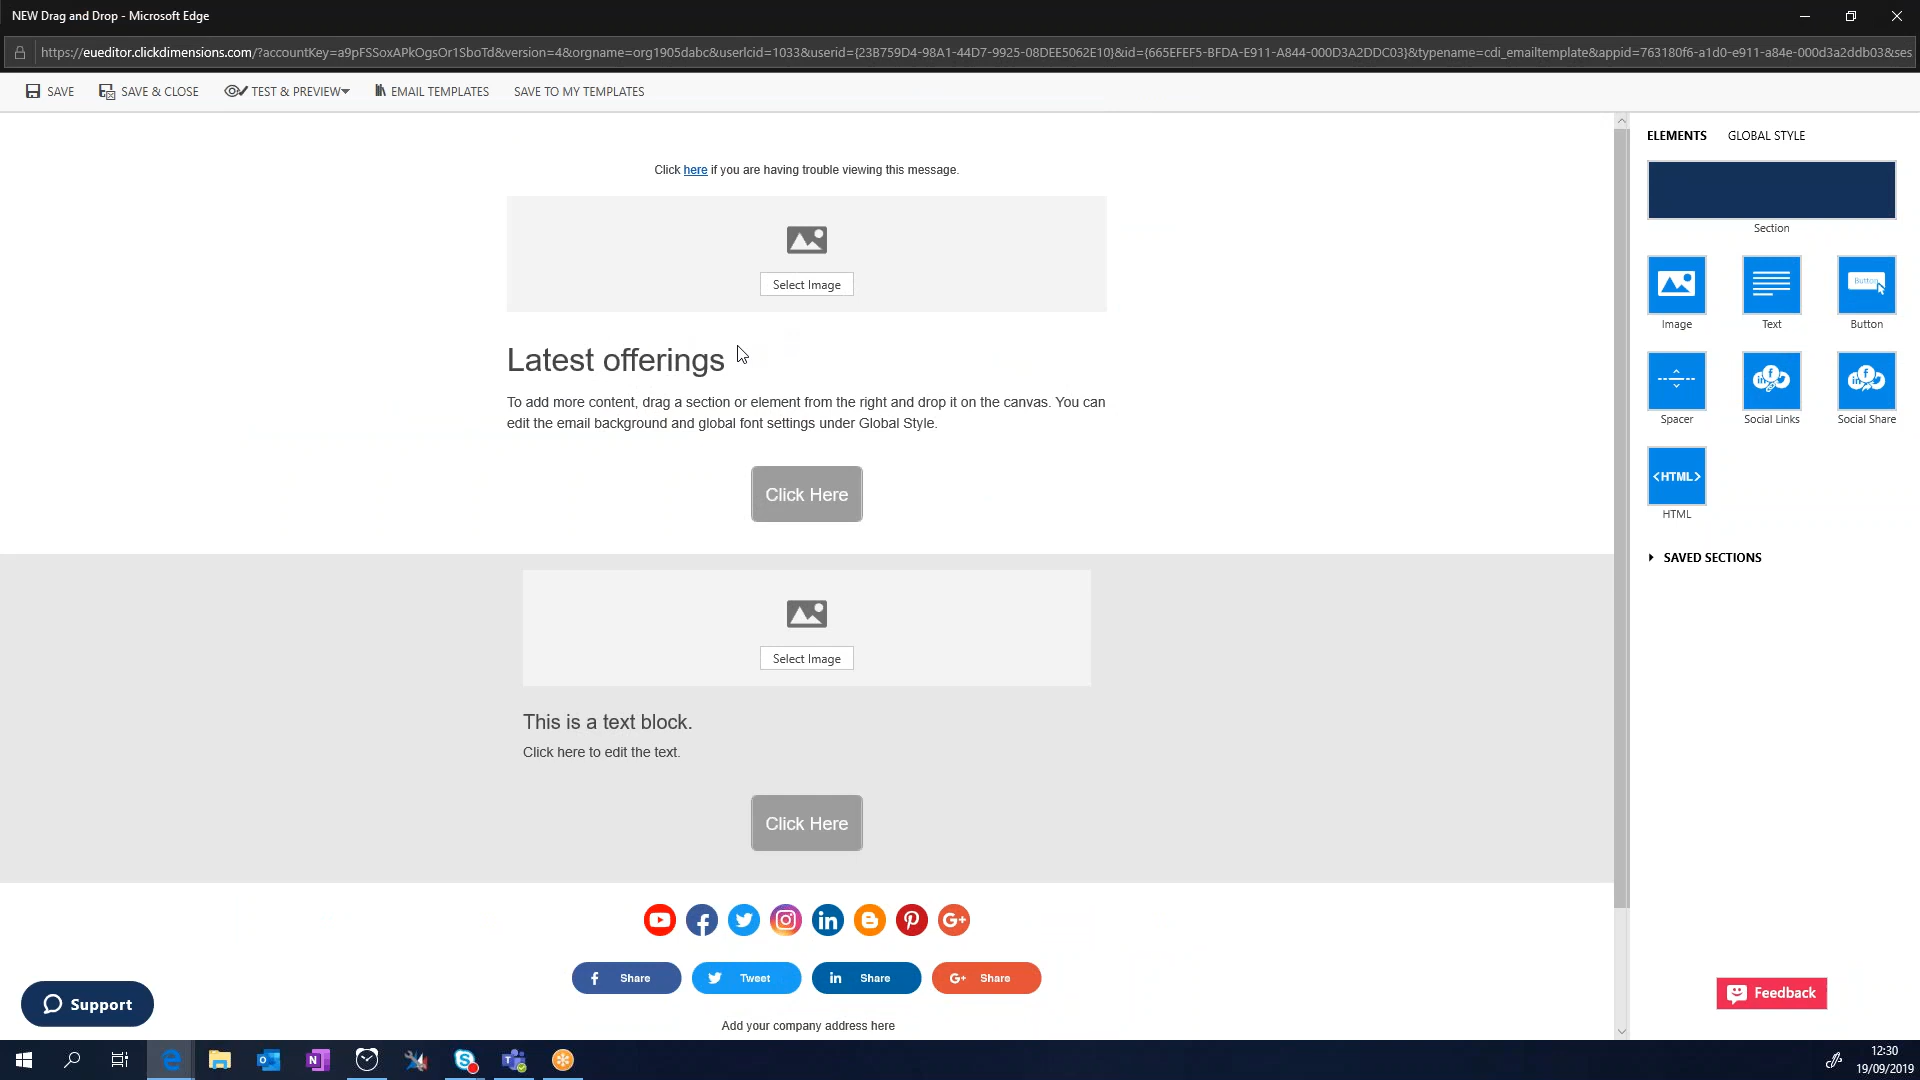 NEW Drag and Drop - Microsoft Edge
https://eueditor.clickdimensions.com/?accountKey=a9pFSSoxAPkOgsOr1SboTd&version=4&orgname=org1905dabc&userlcid=1033&userid={23B759D4-98A1-44D7-9925-08DEE5062E10}&id={665EFEF5-BFDA-E911-A844-000D3A2DDC03}&typename=cdi_emailtemplate&appid=763180f6-a1d0-e911-a84e-000d3a2ddb03&ses
SAVE SAVE & CLOSE TEST & PREVIEW EMAIL TEMPLATES SAVE TO MY TEMPLATES
ELEMENTS GLOBAL STYLE
Click here if you are having trouble viewing this message.
Select Image
Latest offerings
To add more content, drag a section or element from the right and drop it on the canvas. You can
edit the email background and global font settings under Global Style.
Click Here
Select Image
This is a text block.
Click here to edit the text.
Click Here
Share Tweet Share Share
Add your company address here
Section
Button
Image Text Button
Spacer Social Links Social Share
<HTML>
HTML
SAVED SECTIONS
Support
Feedback
12:30
19/09/2019